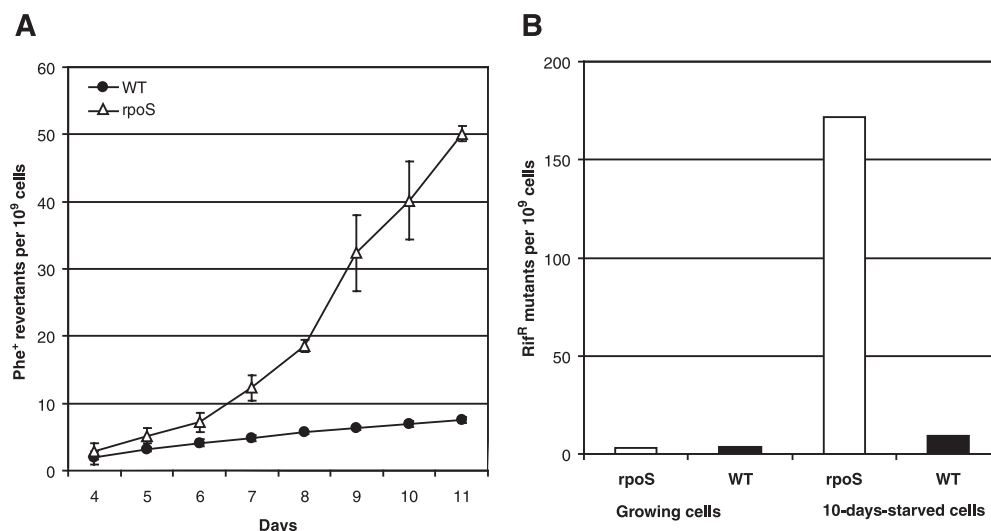 A
60
50
40
30
20
10
0
WT
rpoS
Phe⁺ revertants per 10⁹ cells
4 5 6 7 8 9 10 11
Days
B
200
150
100
50
0
Rifᴿ mutants per 10⁹ cells
rpoS WT rpoS WT
Growing cells 10-days-starved cells